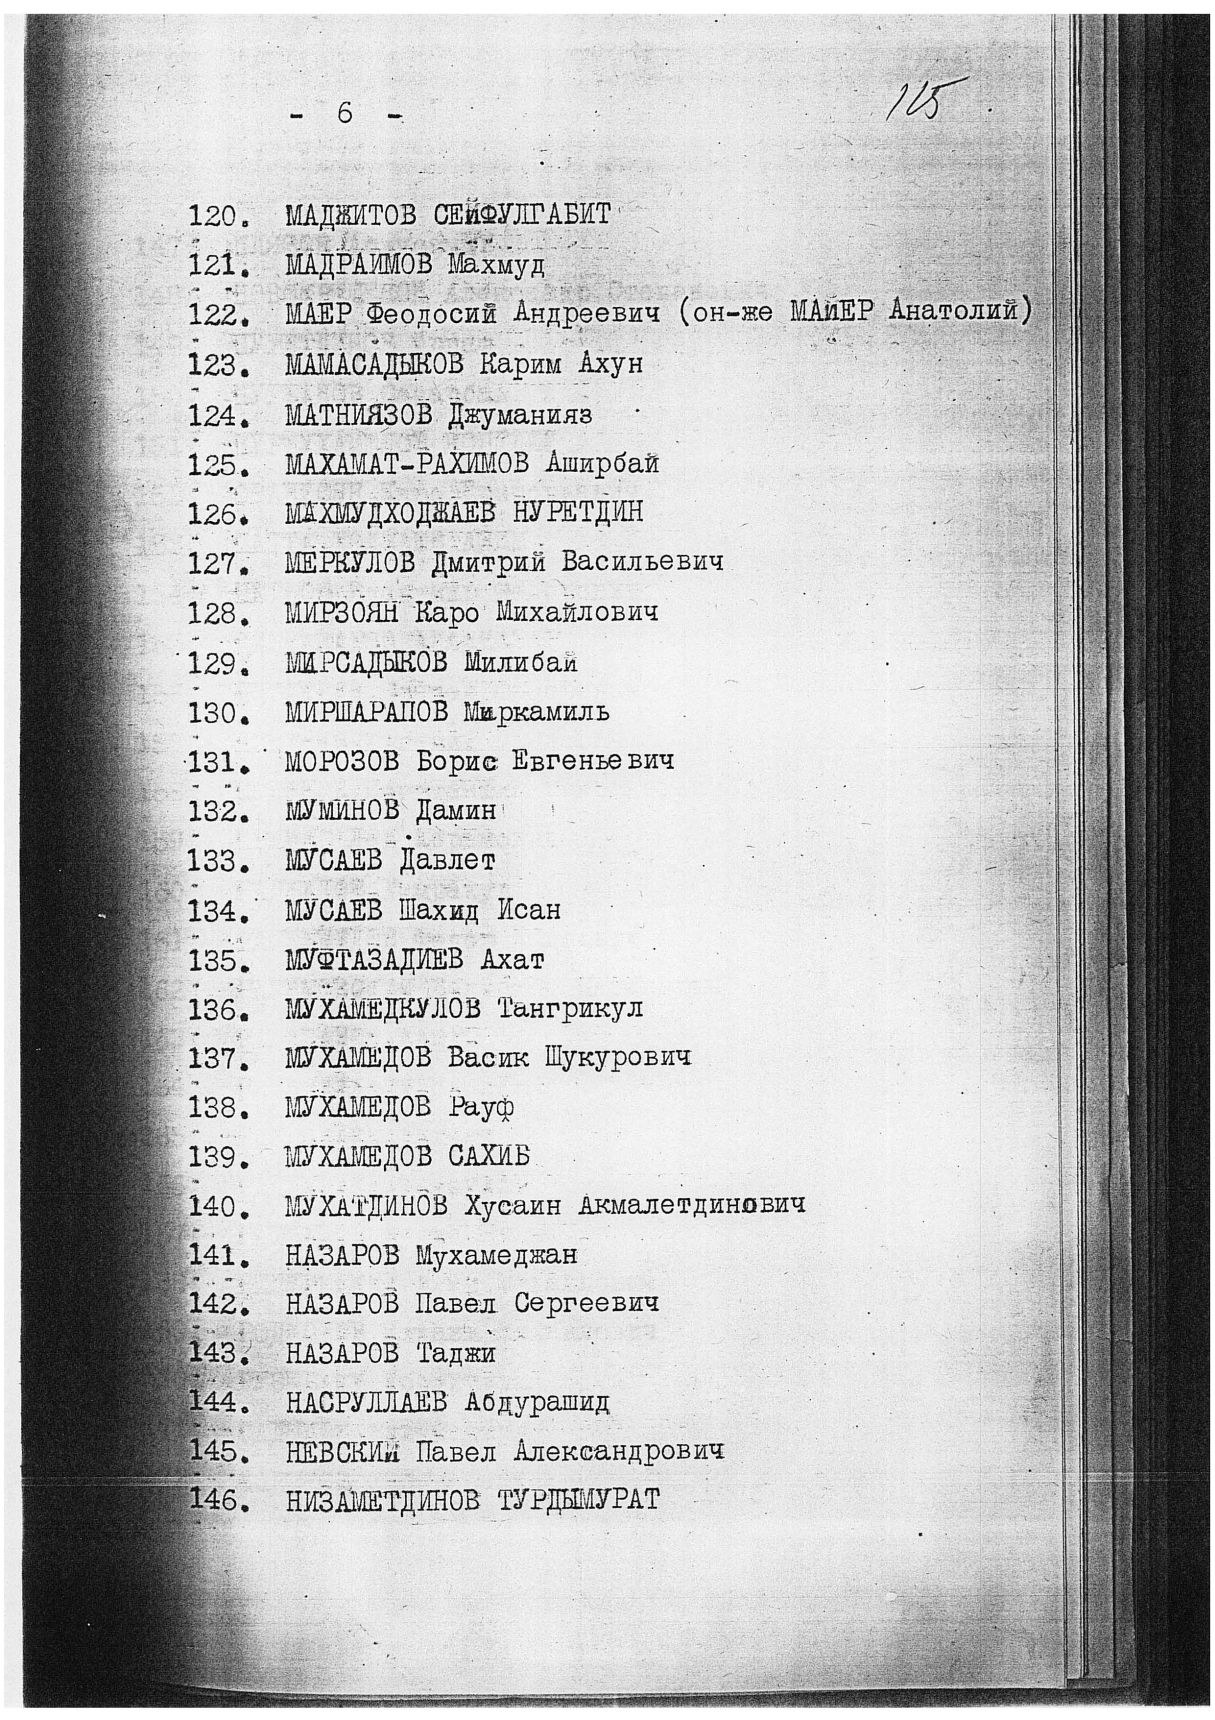 - 6 -
115
120. МАДЖИТОВ СЕЙФУЛГАБИТ
121. МАДРАИМОВ Махмуд
122. МАЕР Феодосий Андреевич (он-же МАЙЕР Анатолий)
123. МАМАСАДЫКОВ Карим Ахун
124. МАТНИЯЗОВ Джуманияз
125. МАХАМАТ-РАХИМОВ Аширбай
126. МАХМУДХОДЖАЕВ НУРЕТДИН
127. МЕРКУЛОВ Дмитрий Васильевич
128. МИРЗОЯН Каро Михайлович
129. МИРСАДЫКОВ Милибай
130. МИРШАРАПОВ Миркамиль
131. МОРОЗОВ Борис Евгеньевич
132. МУМИНОВ Дамин
133. МУСАЕВ Давлет
134. МУСАЕВ Шахид Исан
135. МУФТАЗАДИЕВ Ахат
136. МУХАМЕДКУЛОВ Тангрикул
137. МУХАМЕДОВ Васик Шукурович
138. МУХАМЕДОВ Рауф
139. МУХАМЕДОВ САХИБ
140. МУХАТДИНОВ Хусаин Акмалетдинович
141. НАЗАРОВ Мухамеджан
142. НАЗАРОВ Павел Сергеевич
143. НАЗАРОВ Таджи
144. НАСРУЛЛАЕВ Абдурашид
145. НЕВСКИЙ Павел Александрович
146. НИЗАМЕТДИНОВ ТУРДЫМУРАТ